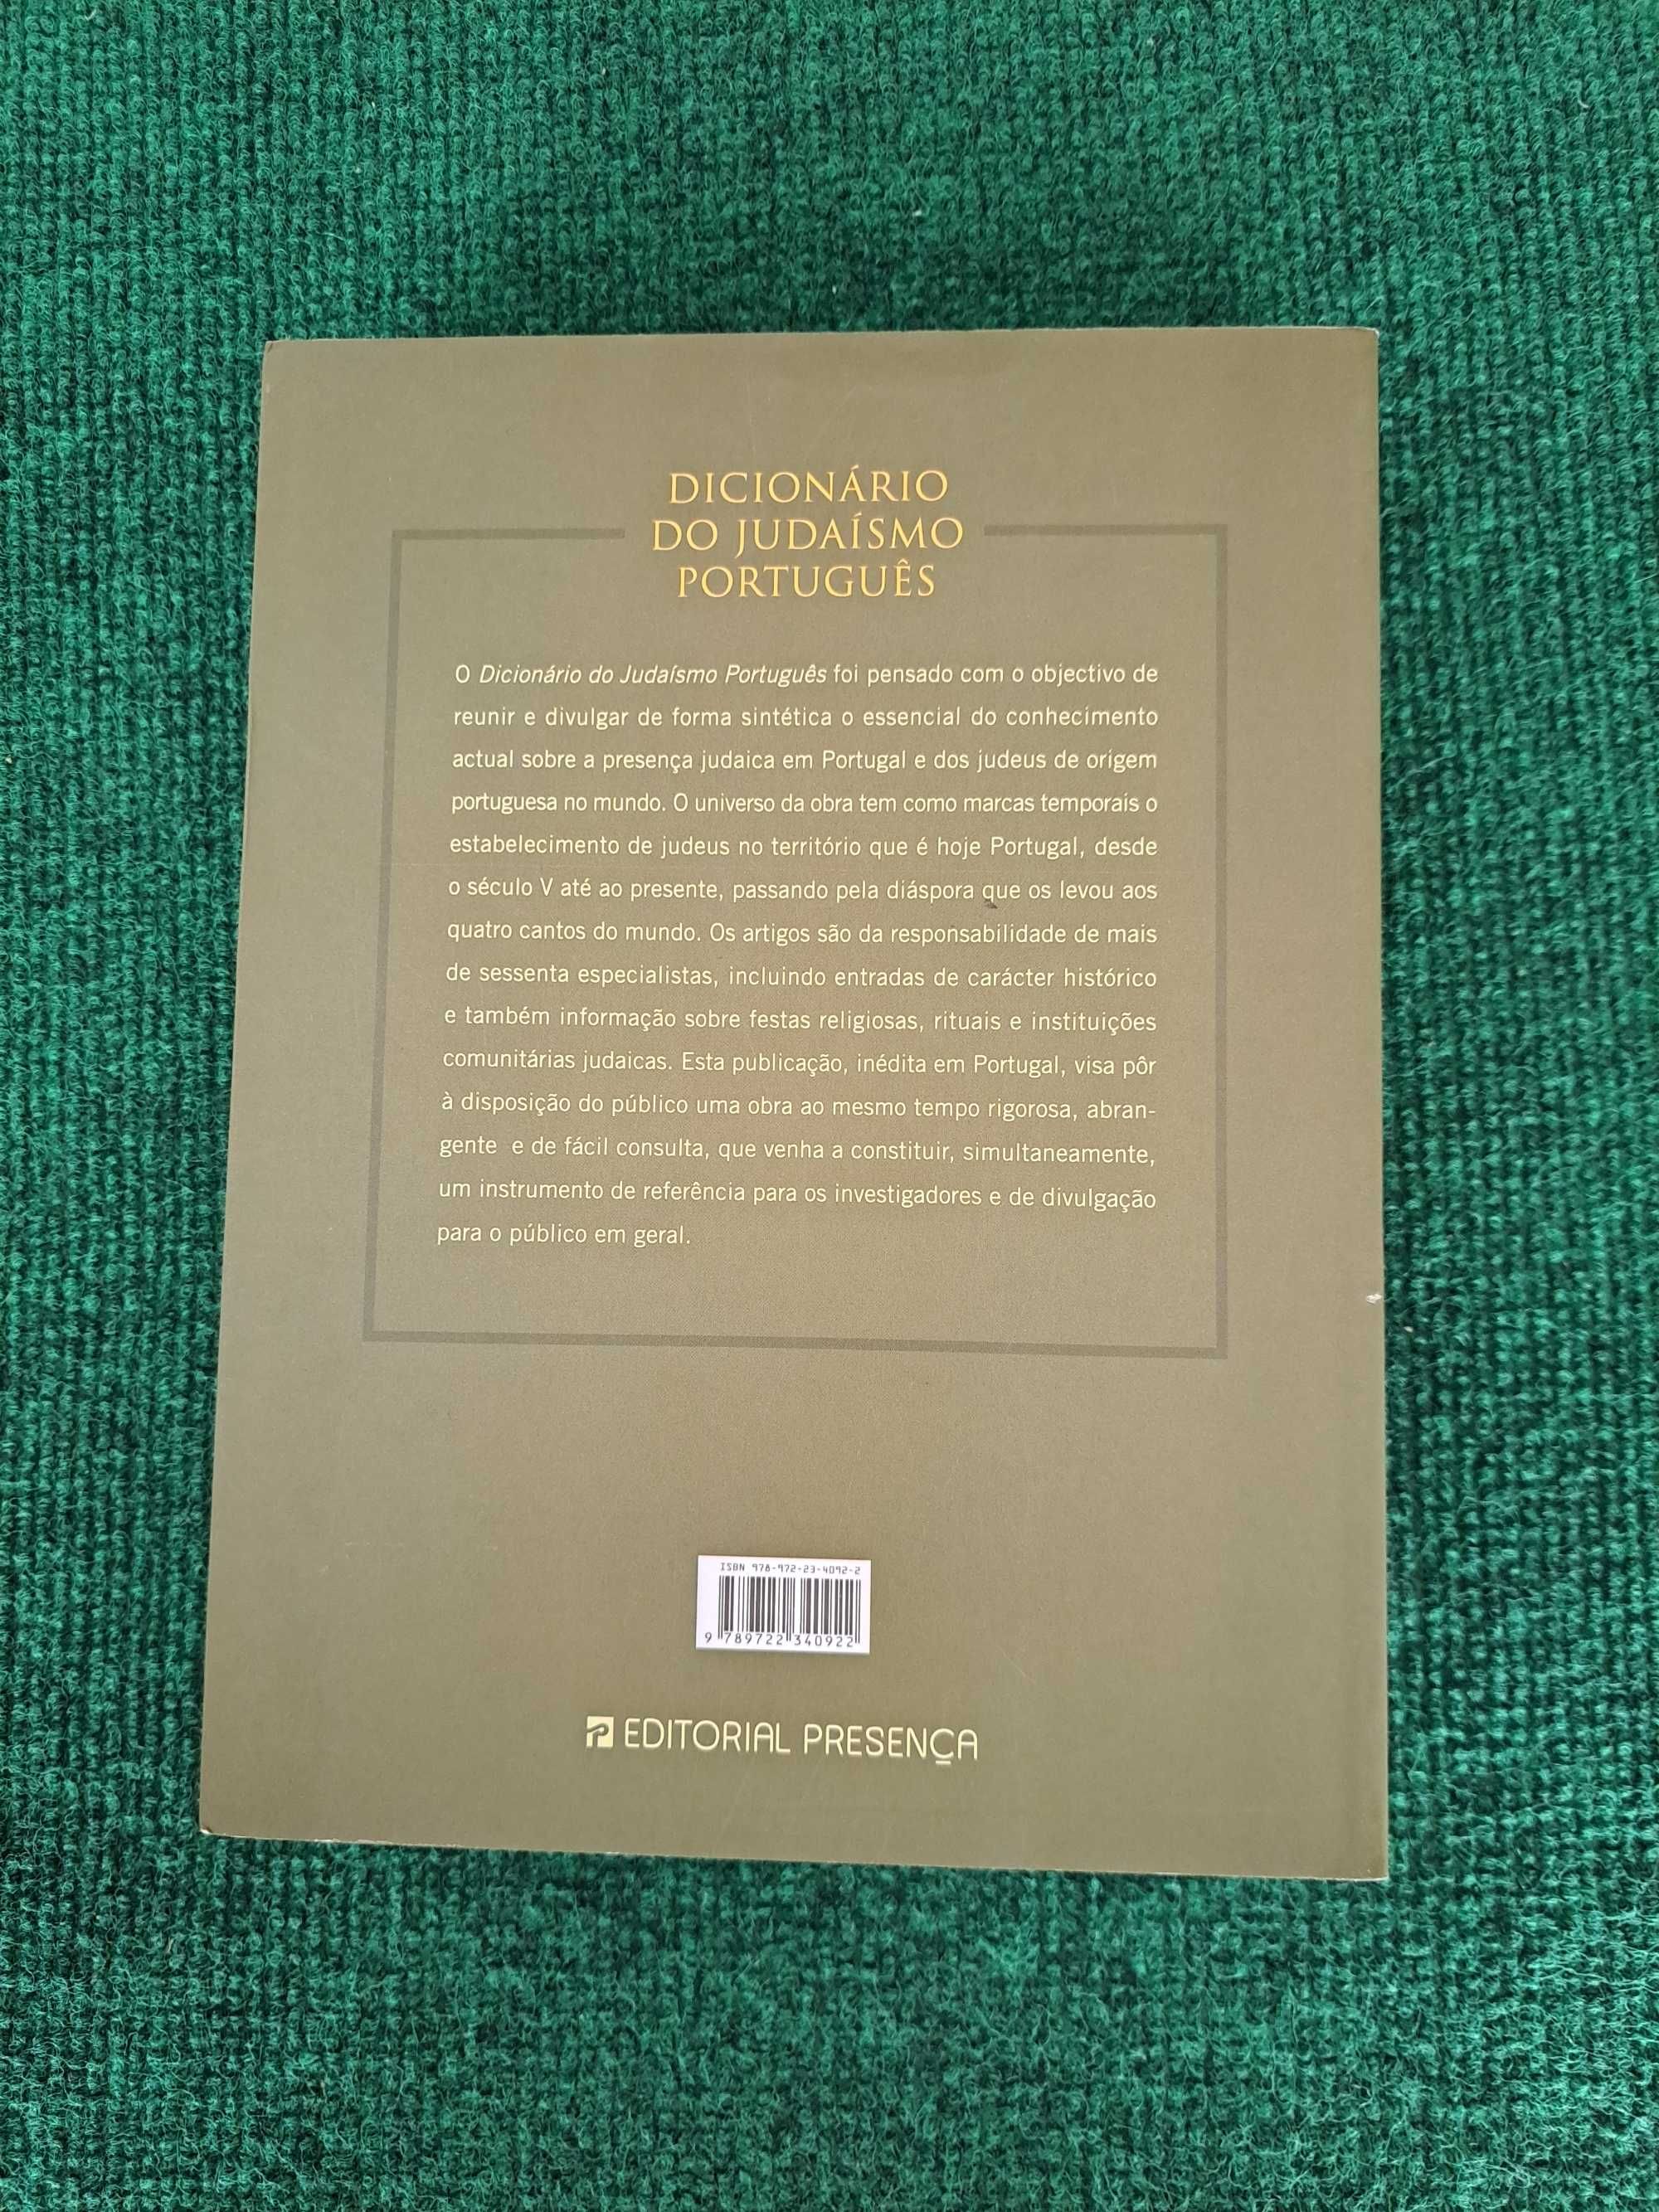 DICIONÁRIO
DO JUDAÍSMO
PORTUGUÊS
O Dicionário do Judaísmo Português foi pensado com o objectivo de
reunir e divulgar de forma sintética o essencial do conhecimento
actual sobre a presença judaica em Portugal e dos judeus de origem
portuguesa no mundo. O universo da obra tem como marcas temporais o
estabelecimento de judeus no território que é hoje Portugal, desde
o século V até ao presente, passando pela diáspora que os levou aos
quatro cantos do mundo. Os artigos são da responsabilidade de mais
de sessenta especialistas, incluindo entradas de carácter histórico
e também informação sobre festas religiosas, rituais e instituições
comunitárias judaicas. Esta publicação, inédita em Portugal, visa pôr
à disposição do público uma obra ao mesmo tempo rigorosa, abran-
gente e de fácil consulta, que venha a constituir, simultaneamente,
um instrumento de referência para os investigadores e de divulgação
para o público em geral.
ISBN 978-972-23-4092-2
9 789722 340922
EDITORIAL PRESENÇA